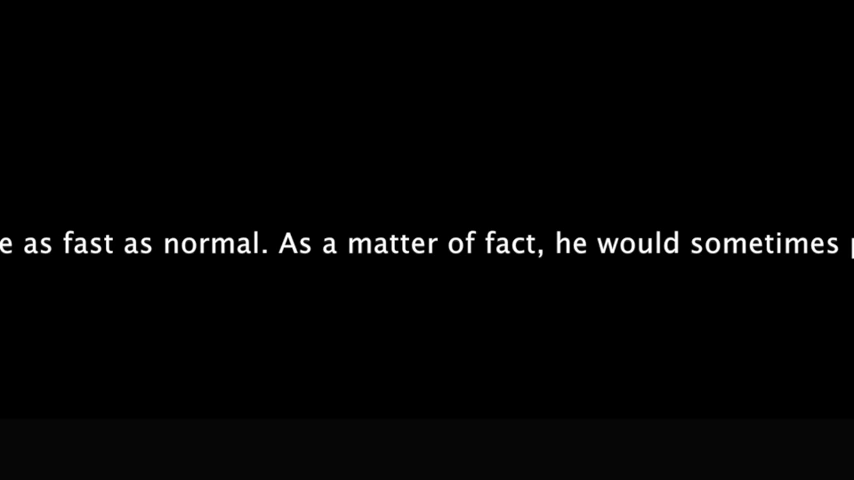 e as fast as normal. As a matter of fact, he would sometimes